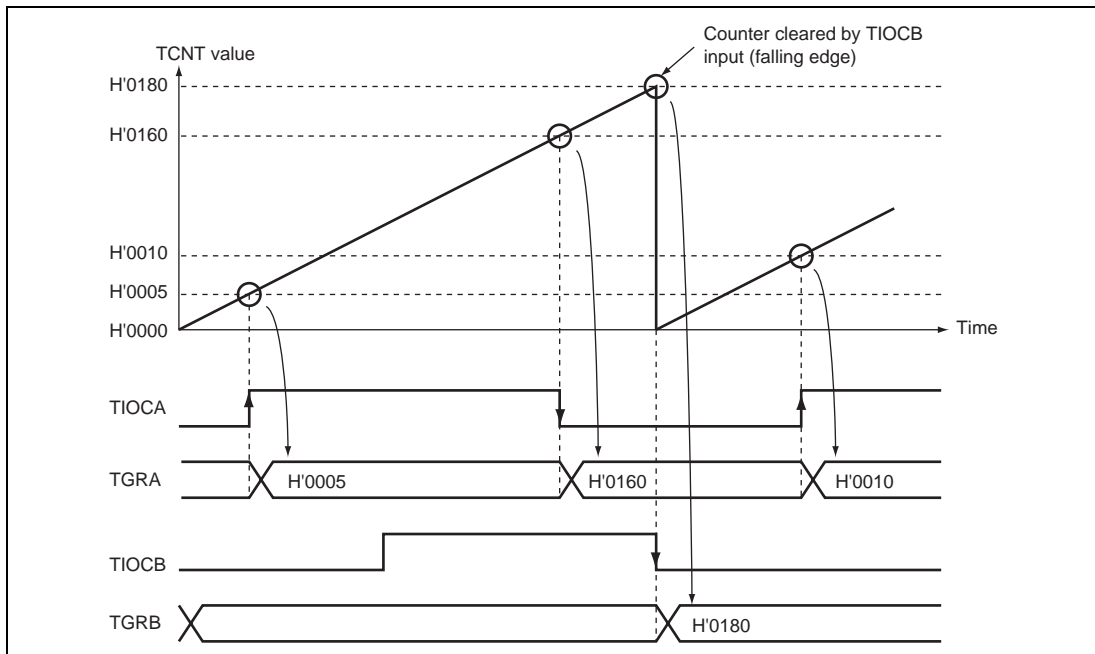 Counter cleared by TIOCB
input (falling edge)
TCNT value
H'0180
H'0160
H'0010
H'0005
H'0000
Time
TIOCA
TGRA
H'0005
H'0160
H'0010
TIOCB
TGRB
H'0180